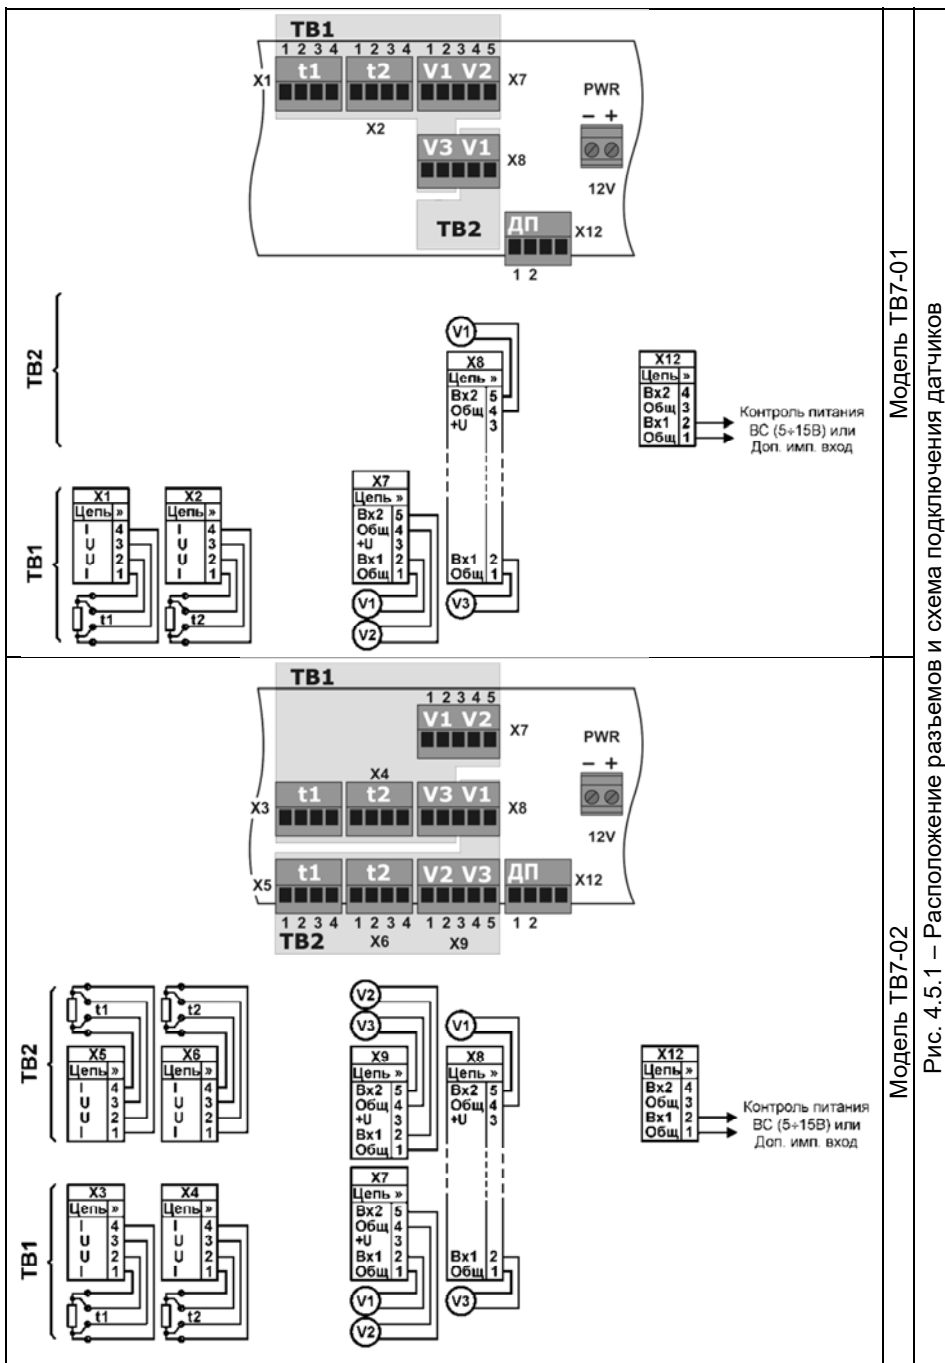 ТВ1
1 2 3 4 1 2 3 4 1 2 3 4 5
X1 t1 t2 V1 V2 X7
X2
PWR
– +
12V
V3 V1 X8
ТВ2
ДП X12
1 2
ТВ2
V1
X8
Цепь »
Вх2 5
Общ 4
+U 3
Вх1 2
Общ 1
V3
X12
Цепь »
Вх2 4
Общ 3
Вх1 2
Общ 1
Контроль питания
ВС (5÷15В) или
Доп. имп. вход
ТВ1
X1
Цепь »
I 4
U 3
U 2
I 1
t1
X2
Цепь »
I 4
U 3
U 2
I 1
t2
X7
Цепь »
Вх2 5
Общ 4
+U 3
Вх1 2
Общ 1
V1
V2
Модель ТВ7-01
ТВ1
1 2 3 4 5
V1 V2 X7
PWR
– +
12V
X4
X3 t1 t2 V3 V1 X8
X5 t1 t2 V2 V3 ДП X12
1 2 3 4 1 2 3 4 1 2 3 4 5 1 2
ТВ2 X6 X9
ТВ2
t1
X5
Цепь »
I 4
U 3
U 2
I 1
t2
X6
Цепь »
I 4
U 3
U 2
I 1
V2
V3
X9
Цепь »
Вх2 5
Общ 4
+U 3
Вх1 2
Общ 1
V1
X8
Цепь »
Вх2 5
Общ 4
+U 3
Вх1 2
Общ 1
V3
X12
Цепь »
Вх2 4
Общ 3
Вх1 2
Общ 1
Контроль питания
ВС (5÷15В) или
Доп. имп. вход
ТВ1
X3
Цепь »
I 4
U 3
U 2
I 1
t1
X4
Цепь »
I 4
U 3
U 2
I 1
t2
X7
Цепь »
Вх2 5
Общ 4
+U 3
Вх1 2
Общ 1
V1
V2
Модель ТВ7-02
Рис. 4.5.1 – Расположение разъемов и схема подключения датчиков